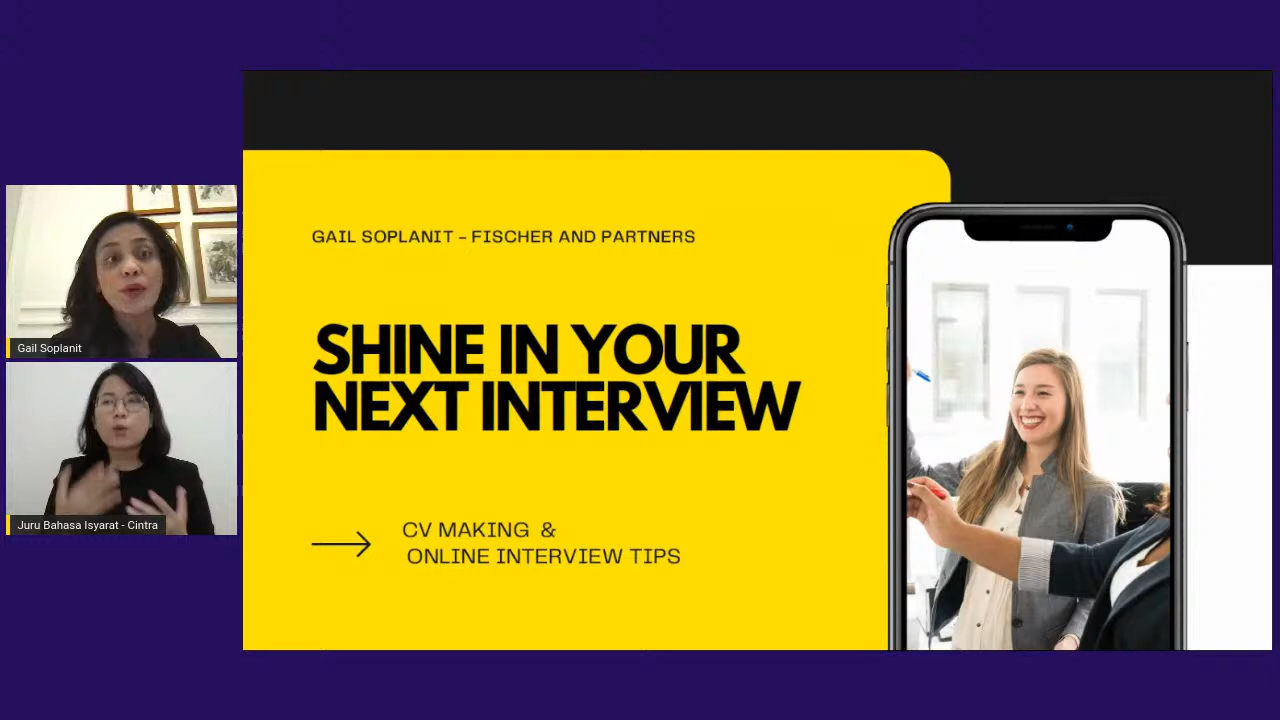 GAIL SOPLANIT – FISCHER AND PARTNERS
SHINE IN YOUR
NEXT INTERVIEW
CV MAKING &
ONLINE INTERVIEW TIPS
Gail Soplanit
Juru Bahasa Isyarat - Cintra